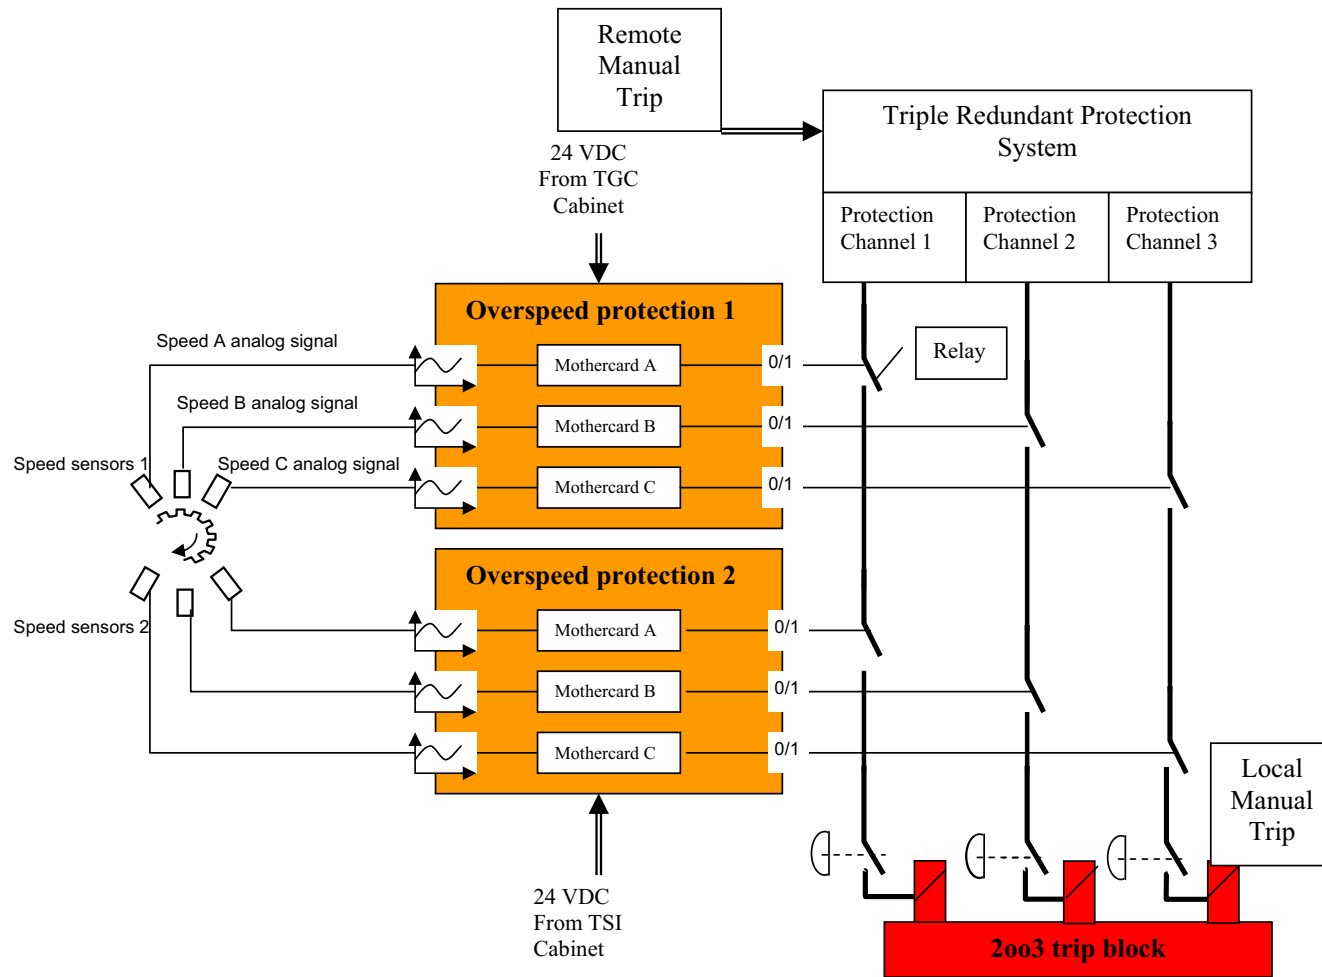 Remote
Manual
Trip
24 VDC
From TGC
Cabinet
Triple Redundant Protection
System
Protection
Channel 1
Protection
Channel 2
Protection
Channel 3
Overspeed protection 1
Speed A analog signal
Mothercard A
0/1
Relay
Speed B analog signal
Mothercard B
0/1
Speed sensors 1
Speed C analog signal
Mothercard C
0/1
Overspeed protection 2
Speed sensors 2
Mothercard A
0/1
Mothercard B
0/1
Mothercard C
0/1
Local
Manual
Trip
24 VDC
From TSI
Cabinet
2oo3 trip block